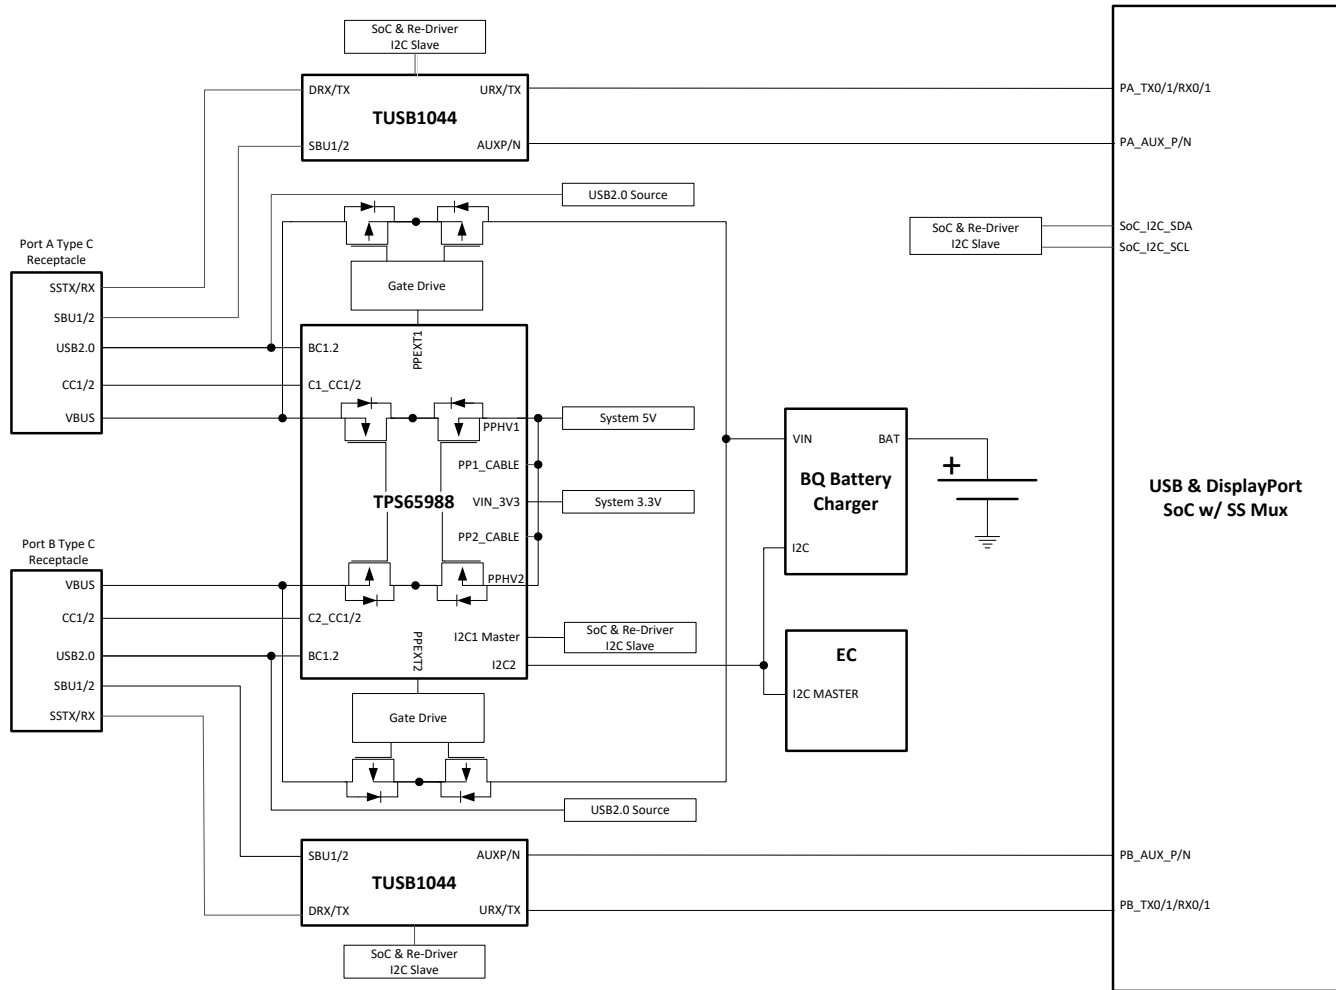 SoC & Re-Driver
I2C Slave
DRX/TX
URX/TX
TUSB1044
SBU1/2
AUXP/N
PA_TX0/1/RX0/1
PA_AUX_P/N
USB2.0 Source
SoC & Re-Driver
I2C Slave
SoC_I2C_SDA
SoC_I2C_SCL
Port A Type C
Receptacle
SSTX/RX
SBU1/2
USB2.0
CC1/2
VBUS
Gate Drive
PPEXT1
BC1.2
C1_CC1/2
PPHV1
System 5V
PP1_CABLE
TPS65988
VIN_3V3
System 3.3V
PP2_CABLE
PPHV2
VIN
BAT
BQ Battery
Charger
I2C
+
USB & DisplayPort
SoC w/ SS Mux
Port B Type C
Receptacle
VBUS
CC1/2
USB2.0
SBU1/2
SSTX/RX
C2_CC1/2
BC1.2
PPEXT2
I2C1 Master
SoC & Re-Driver
I2C Slave
I2C2
EC
I2C MASTER
Gate Drive
USB2.0 Source
SBU1/2
AUXP/N
TUSB1044
DRX/TX
URX/TX
PB_AUX_P/N
PB_TX0/1/RX0/1
SoC & Re-Driver
I2C Slave